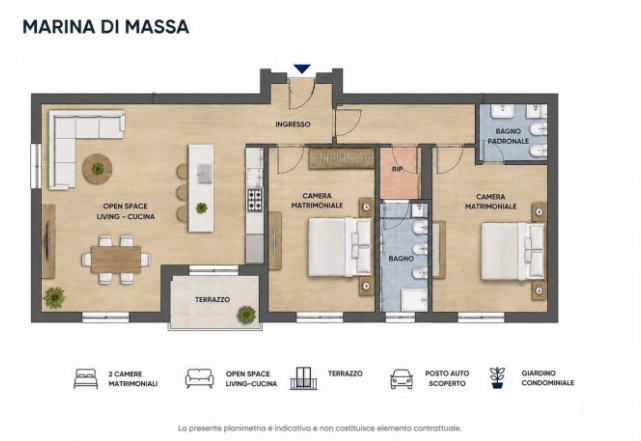 MARINA DI MASSA
INGRESSO
BAGNO
PADRONALE
RIP.
CAMERA
MATRIMONIALE
CAMERA
MATRIMONIALE
OPEN SPACE
LIVING - CUCINA
BAGNO
TERRAZZO
2 CAMERE
MATRIMONIALI
OPEN SPACE
LIVING-CUCINA
TERRAZZO
POSTO AUTO
SCOPERTO
GIARDINO
CONDOMINIALE
La presente planimetria è indicativa e non costituisce elemento contrattuale.